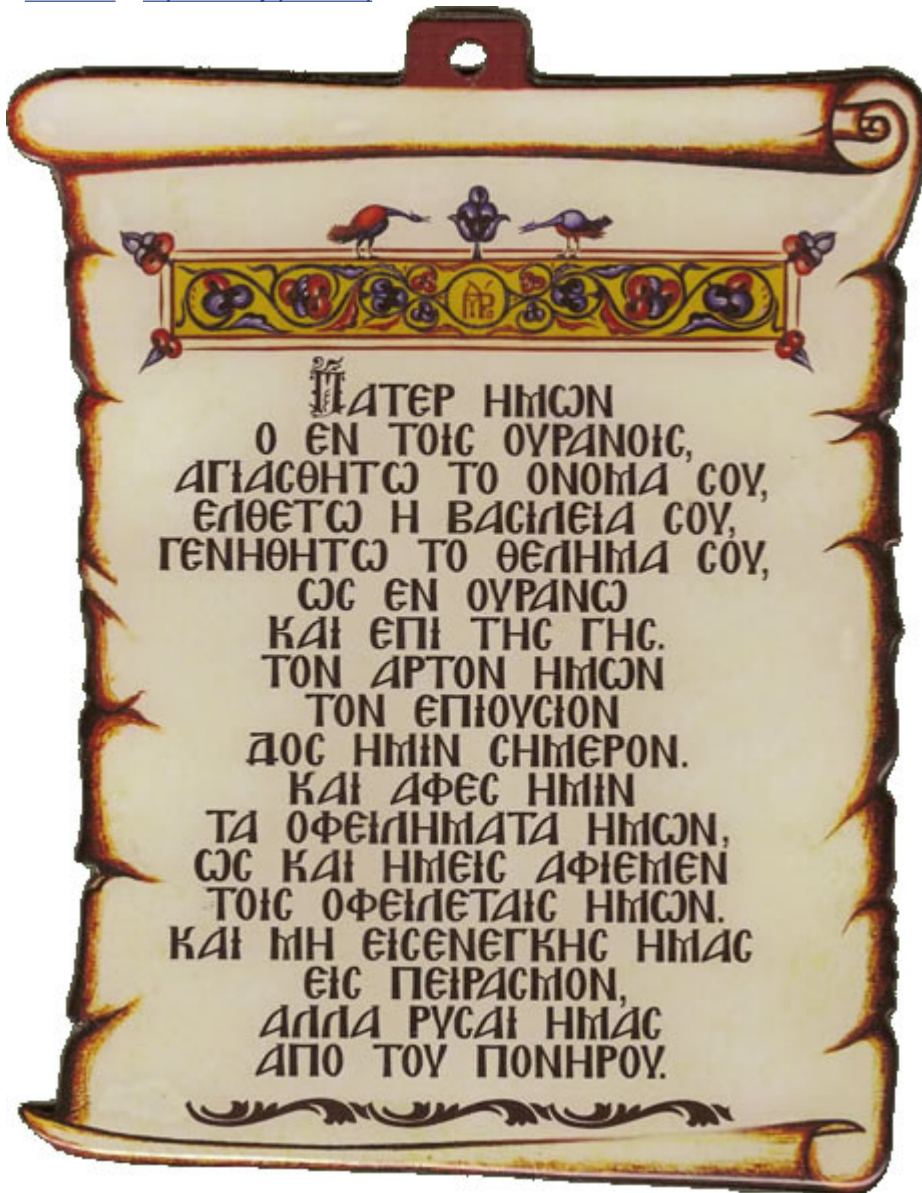 ΠΑΤΕΡ ΗΜΩΝ
Ο ΕΝ ΤΟΙΣ ΟΥΡΑΝΟΙΣ,
ΑΓΙΑΣΘΗΤΩ ΤΟ ΟΝΟΜΑ ΣΟΥ,
ΕΛΘΕΤΩ Η ΒΑΣΙΛΕΙΑ ΣΟΥ,
ΓΕΝΗΘΗΤΩ ΤΟ ΘΕΛΗΜΑ ΣΟΥ,
ΩΣ ΕΝ ΟΥΡΑΝΩ
ΚΑΙ ΕΠΙ ΤΗΣ ΓΗΣ.
ΤΟΝ ΑΡΤΟΝ ΗΜΩΝ
ΤΟΝ ΕΠΙΟΥΣΙΟΝ
ΔΟΣ ΗΜΙΝ ΣΗΜΕΡΟΝ.
ΚΑΙ ΑΦΕΣ ΗΜΙΝ
ΤΑ ΟΦΕΙΛΗΜΑΤΑ ΗΜΩΝ,
ΩΣ ΚΑΙ ΗΜΕΙΣ ΑΦΙΕΜΕΝ
ΤΟΙΣ ΟΦΕΙΛΕΤΑΙΣ ΗΜΩΝ.
ΚΑΙ ΜΗ ΕΙΣΕΝΕΓΚΗΣ ΗΜΑΣ
ΕΙΣ ΠΕΙΡΑΣΜΟΝ,
ΑΛΛΑ ΡΥΣΑΙ ΗΜΑΣ
ΑΠΟ ΤΟΥ ΠΟΝΗΡΟΥ.